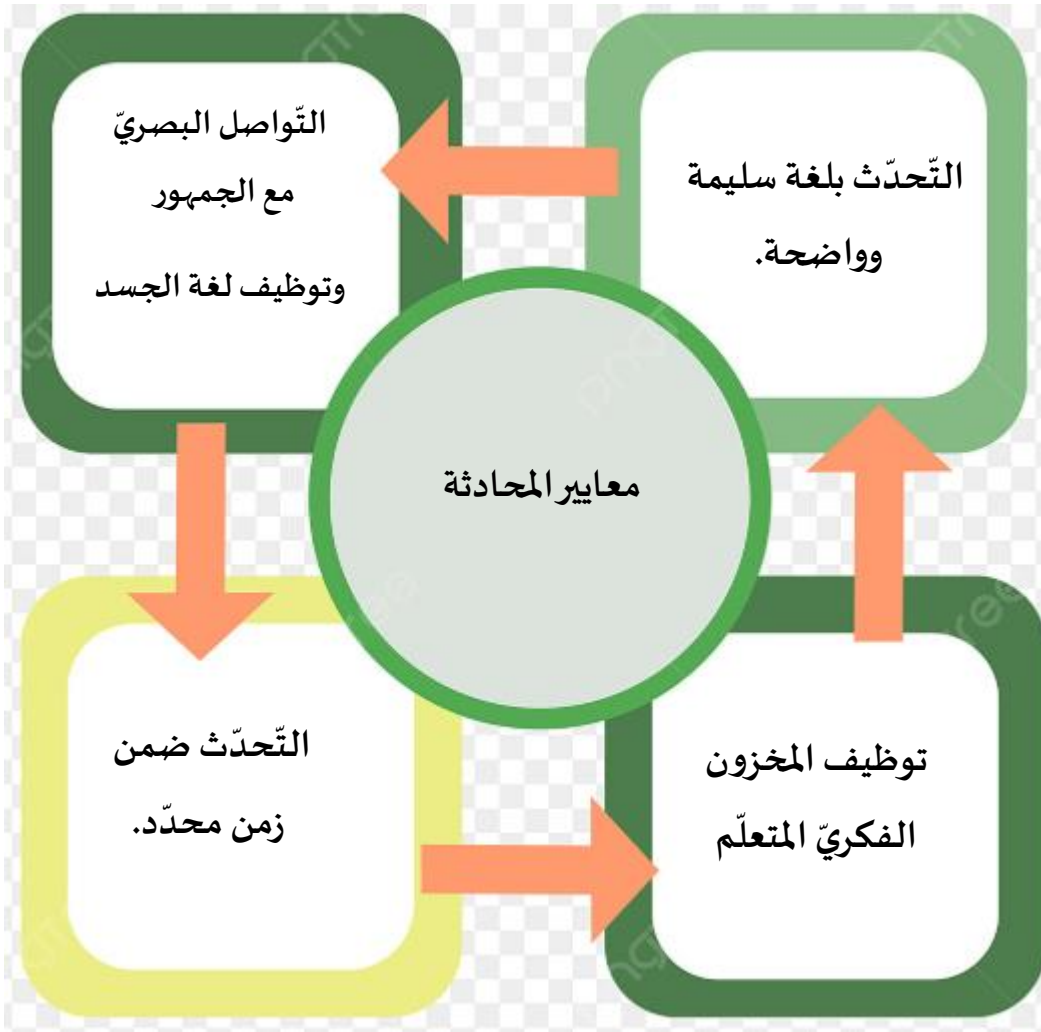 معايير المحادثة
التّحدّث بلغة سليمة
وواضحة.
التّواصل البصريّ
مع الجمهور
وتوظيف لغة الجسد
التّحدّث ضمن
زمن محدّد.
توظيف المخزون
الفكريّ المتعلّم